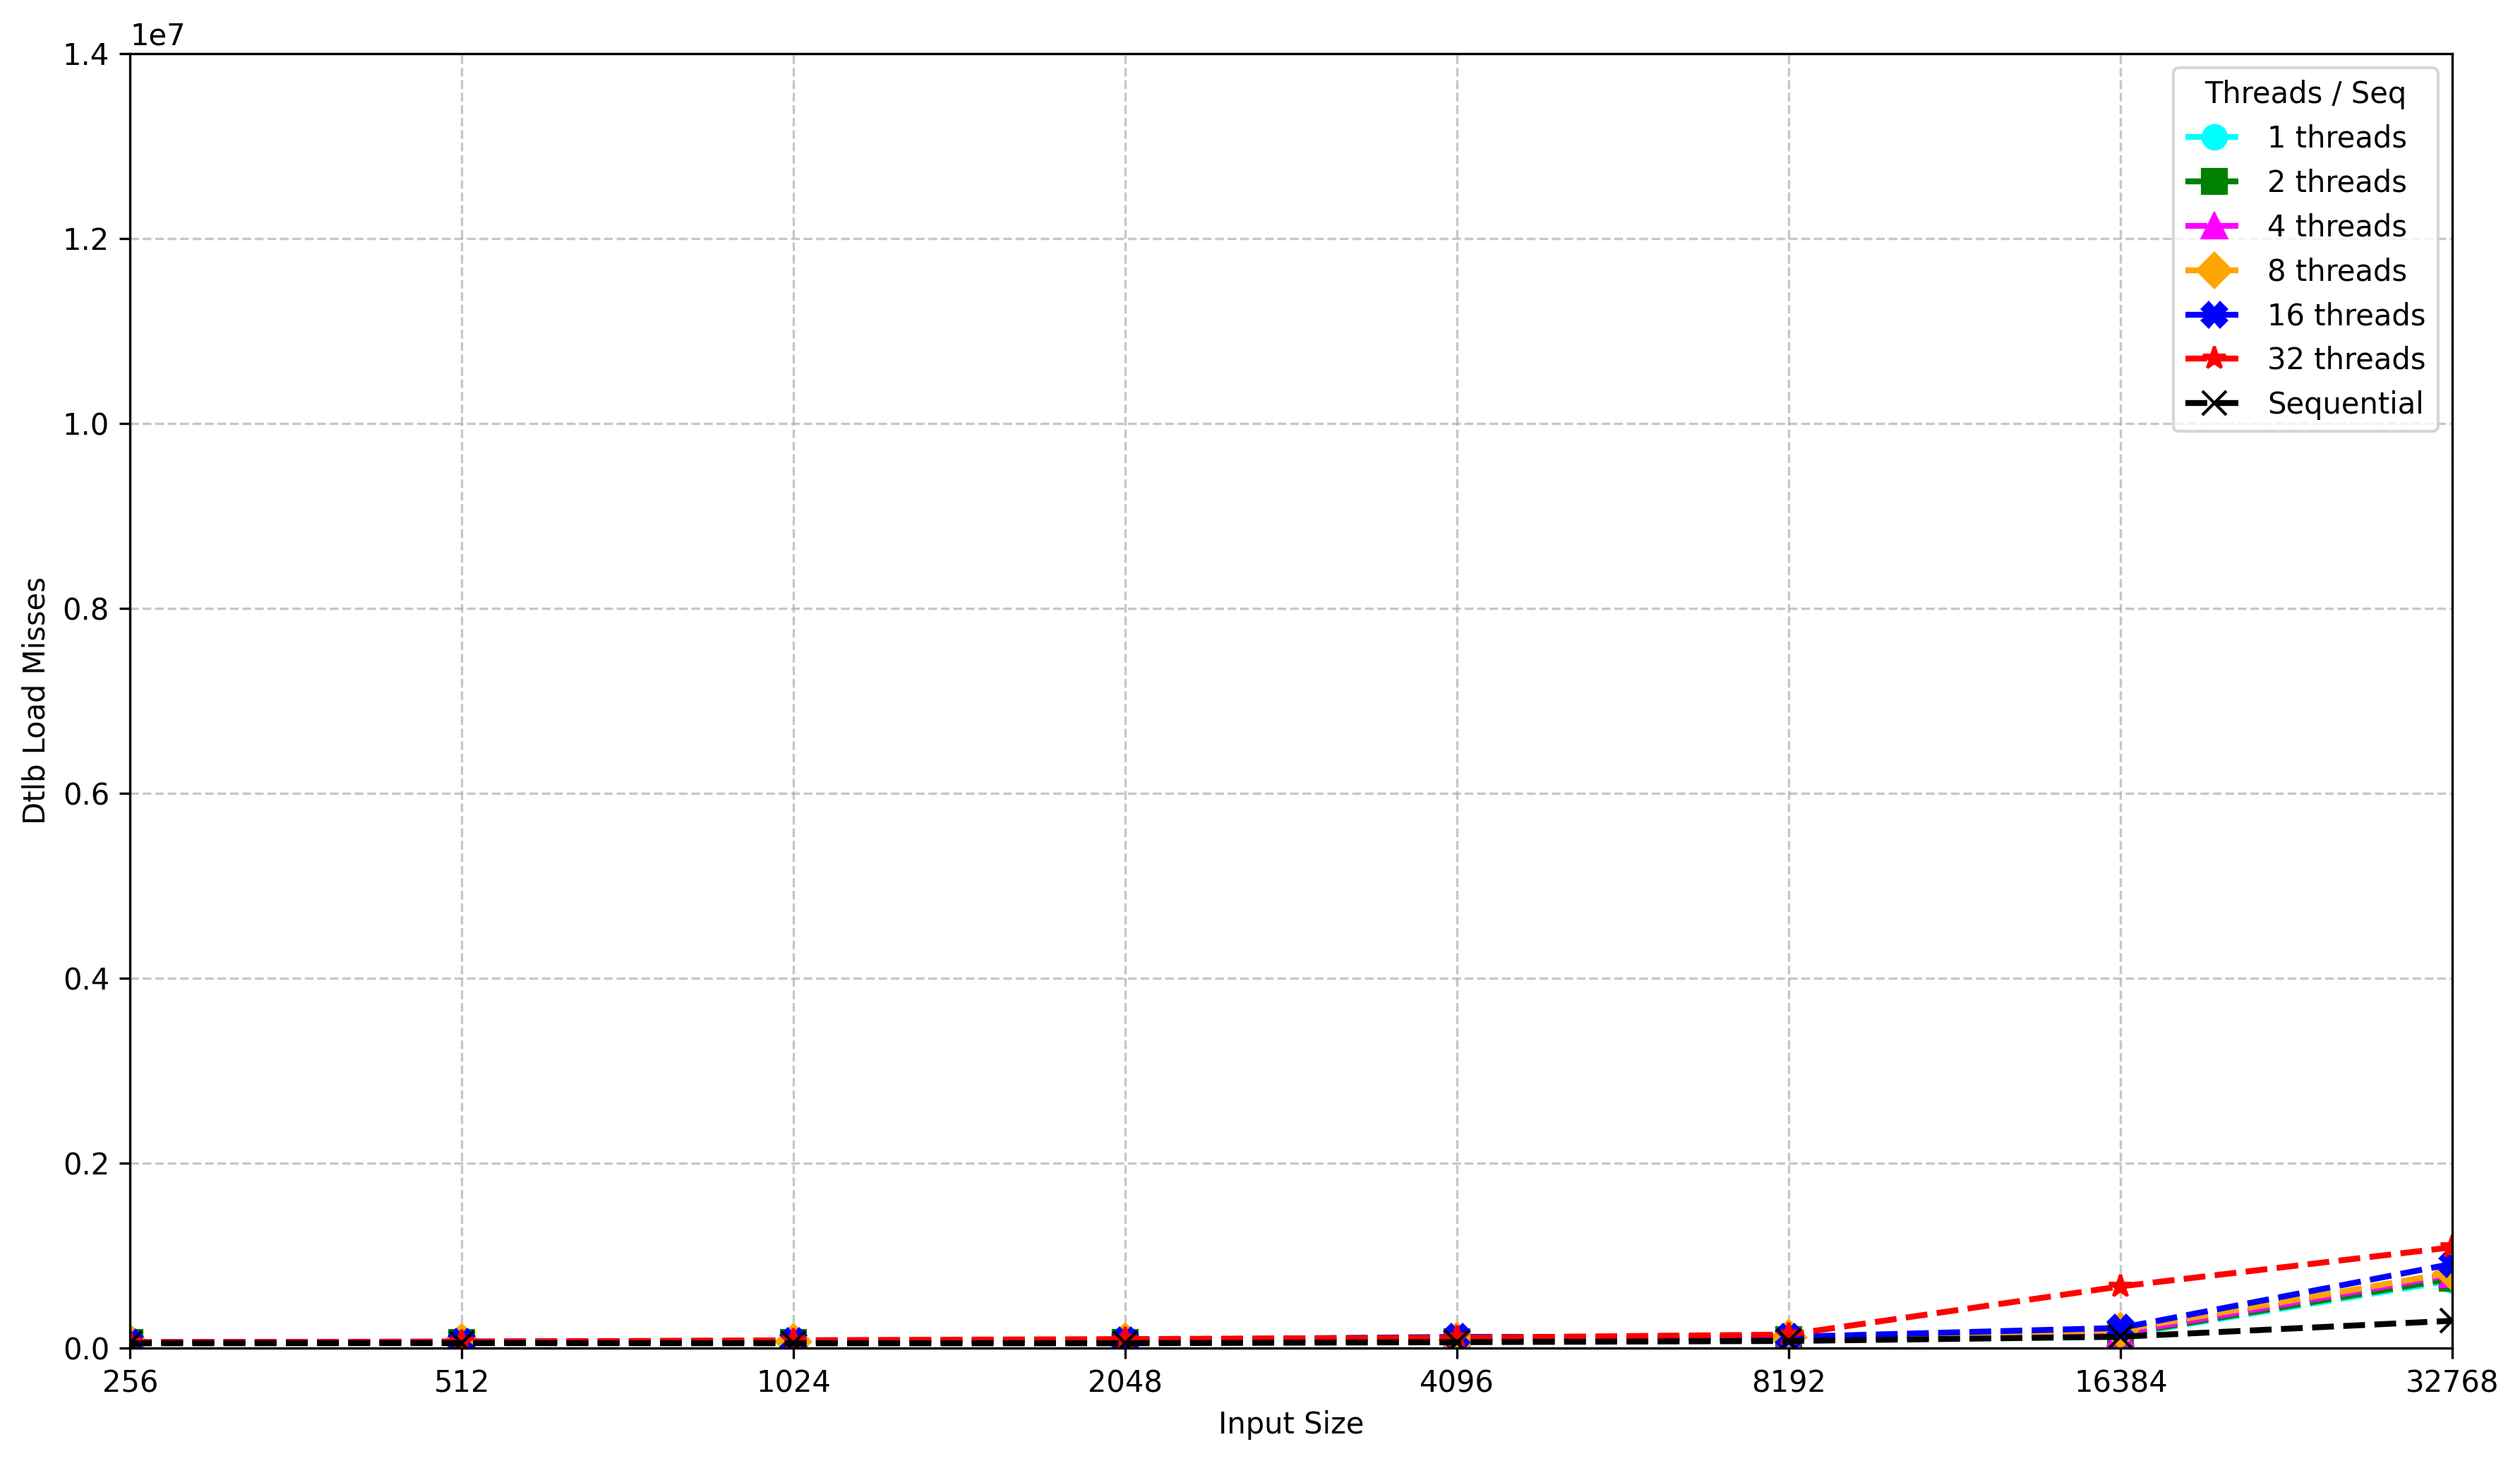 1e7
1.4
1.2
1.0
0.8
0.6
0.4
0.2
0.0
Dtlb Load Misses
256 512 1024 2048 4096 8192 16384 32768
Input Size
Threads / Seq
1 threads
2 threads
4 threads
8 threads
16 threads
32 threads
Sequential